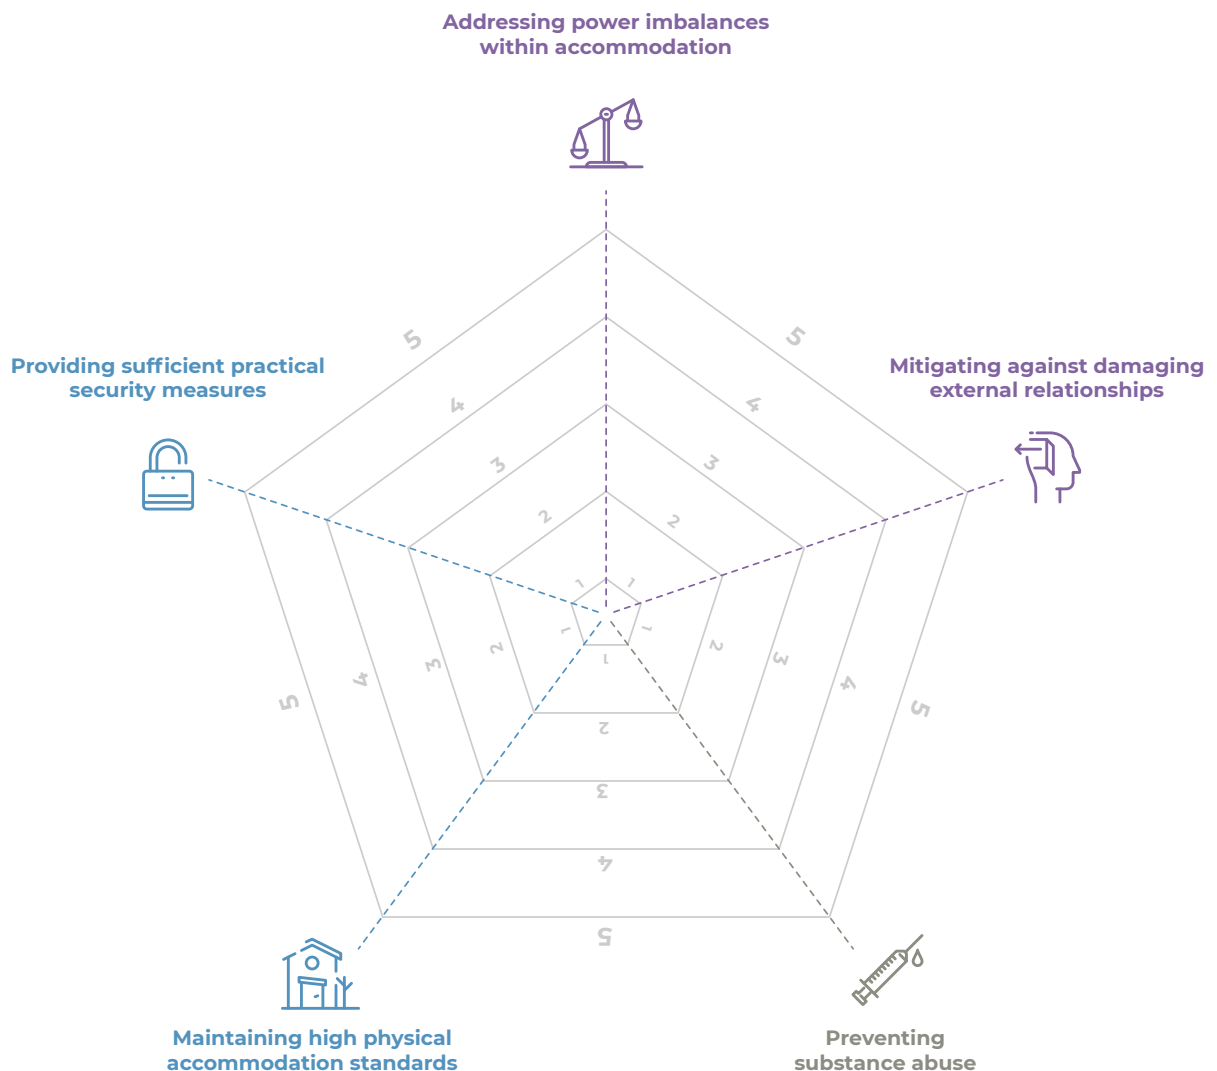 Addressing power imbalances
within accommodation
5
5
Providing sufficient practical
security measures
Mitigating against damaging
external relationships
4
4
3
3
2
2
1
1
1
1
1
2
2
2
3
3
3
4
4
4
5
5
5
Maintaining high physical
accommodation standards
Preventing
substance abuse